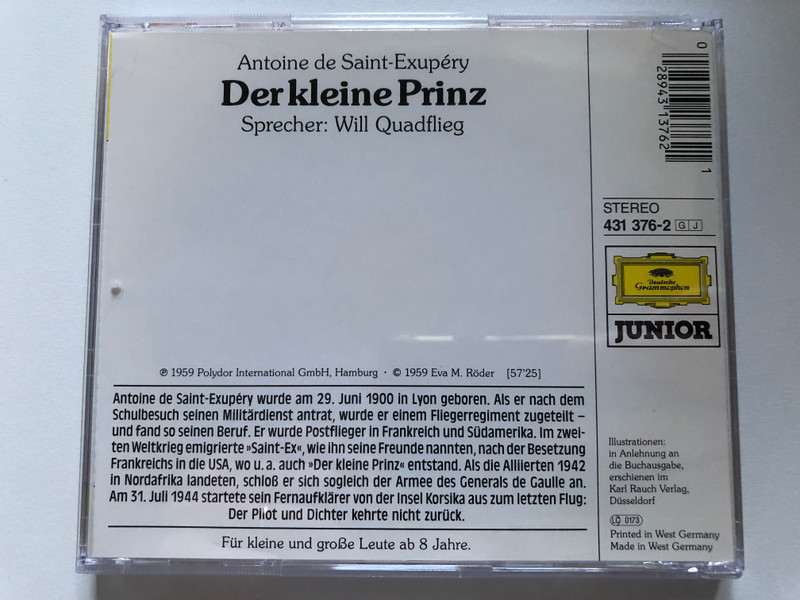 Antoine de Saint-Exupéry
Der kleine Prinz
Sprecher: Will Quadflieg
℗ 1959 Polydor International GmbH, Hamburg · © 1959 Eva M. Röder [57'25]
Antoine de Saint-Exupéry wurde am 29. Juni 1900 in Lyon geboren. Als er nach dem
Schulbesuch seinen Militärdienst antrat, wurde er einem Fliegerregiment zugeteilt –
und fand so seinen Beruf. Er wurde Postflieger in Frankreich und Südamerika. Im zwei-
ten Weltkrieg emigrierte »Saint-Ex«, wie ihn seine Freunde nannten, nach der Besetzung
Frankreichs in die USA, wo u. a. auch »Der kleine Prinz« entstand. Als die Alliierten 1942
in Nordafrika landeten, schloß er sich sogleich der Armee des Generals de Gaulle an.
Am 31. Juli 1944 startete sein Fernaufklärer von der Insel Korsika aus zum letzten Flug:
Der Pilot und Dichter kehrte nicht zurück.
Für kleine und große Leute ab 8 Jahre.
0 28943 13762 1
STEREO
431 376-2 G J
Deutsche
Grammophon
JUNIOR
Illustrationen:
in Anlehnung an
die Buchausgabe,
erschienen im
Karl Rauch Verlag,
Düsseldorf
LC 0173
Printed in West Germany
Made in West Germany